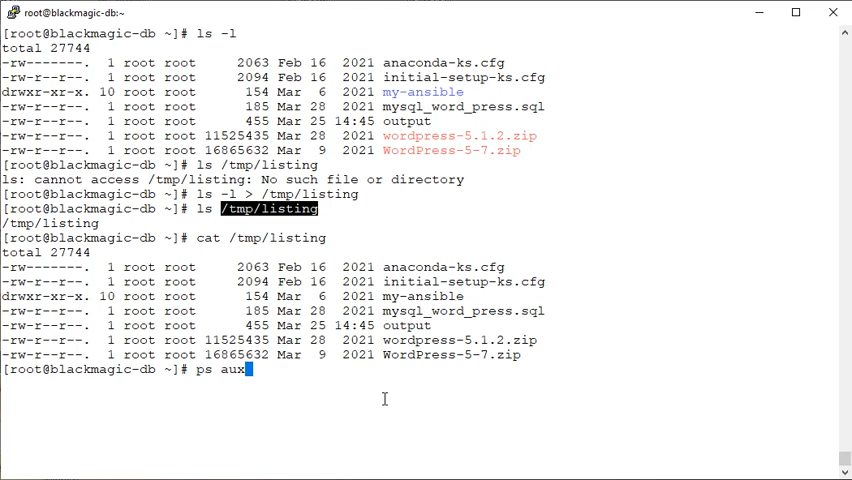 root@blackmagic-db:~
[root@blackmagic-db ~]# ls -l
total 27744
-rw-------.  1 root root     2063 Feb 16  2021 anaconda-ks.cfg
-rw-r--r--.  1 root root     2094 Feb 16  2021 initial-setup-ks.cfg
drwxr-xr-x. 10 root root      154 Mar  6  2021 my-ansible
-rw-r--r--.  1 root root      185 Mar 28  2021 mysql_word_press.sql
-rw-r--r--.  1 root root      455 Mar 25 14:45 output
-rw-r--r--.  1 root root 11525435 Mar 28  2021 wordpress-5.1.2.zip
-rw-r--r--.  1 root root 16865632 Mar  9  2021 WordPress-5-7.zip
[root@blackmagic-db ~]# ls /tmp/listing
ls: cannot access /tmp/listing: No such file or directory
[root@blackmagic-db ~]# ls -l > /tmp/listing
[root@blackmagic-db ~]# ls /tmp/listing
/tmp/listing
[root@blackmagic-db ~]# cat /tmp/listing
total 27744
-rw-------.  1 root root     2063 Feb 16  2021 anaconda-ks.cfg
-rw-r--r--.  1 root root     2094 Feb 16  2021 initial-setup-ks.cfg
drwxr-xr-x. 10 root root      154 Mar  6  2021 my-ansible
-rw-r--r--.  1 root root      185 Mar 28  2021 mysql_word_press.sql
-rw-r--r--.  1 root root      455 Mar 25 14:45 output
-rw-r--r--.  1 root root 11525435 Mar 28  2021 wordpress-5.1.2.zip
-rw-r--r--.  1 root root 16865632 Mar  9  2021 WordPress-5-7.zip
[root@blackmagic-db ~]# ps aux